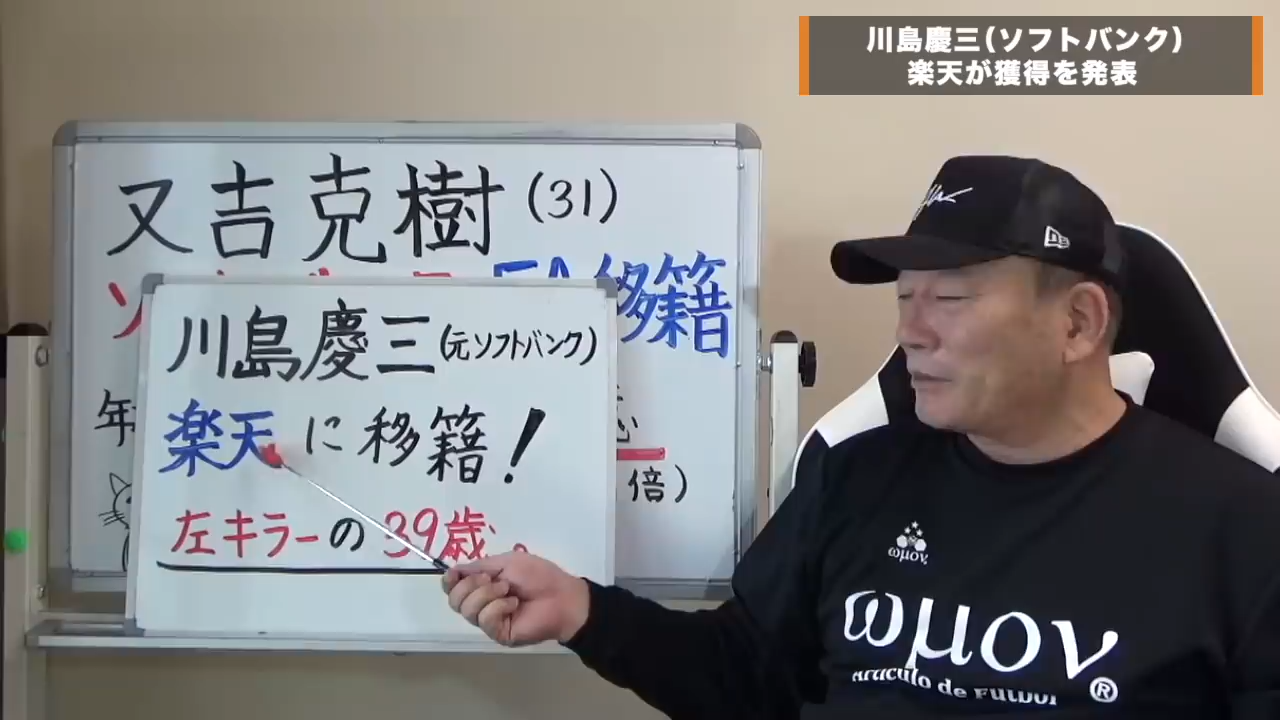 川島慶三(ソフトバンク)
楽天が獲得を発表
又吉克樹(31)
FA移籍
年
倍)
川島慶三(元ソフトバンク)
楽天に移籍!
左キラーの39歳。
ωμον
ωμον®
Articulo de Futbol